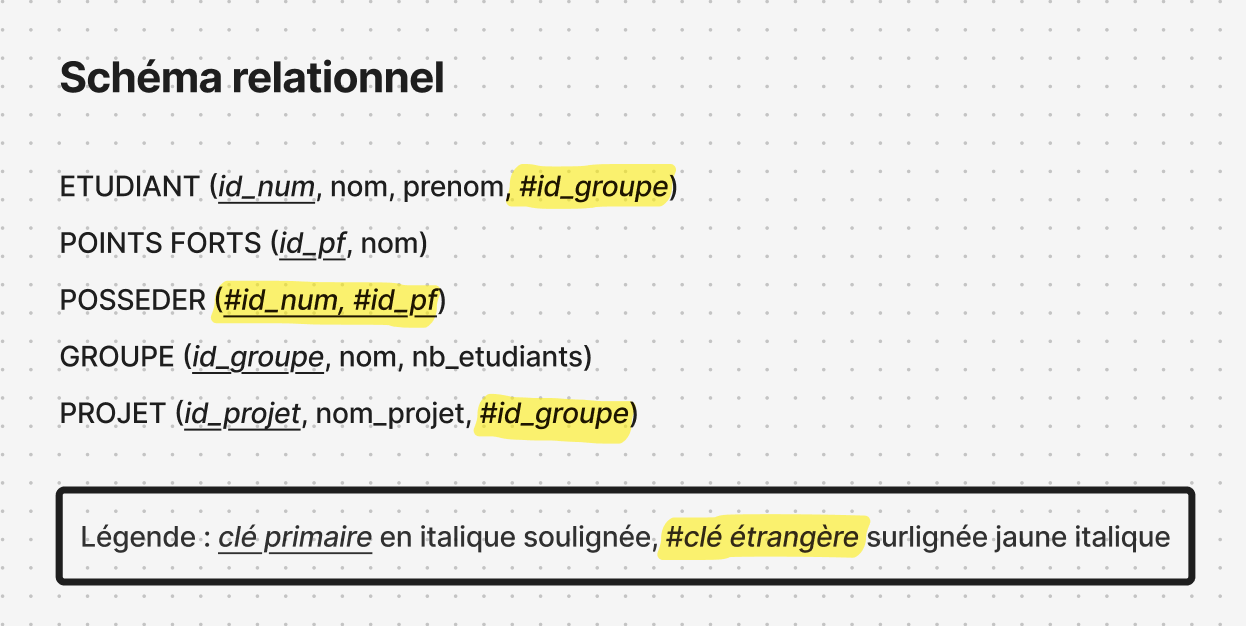 Schéma relationnel
ETUDIANT (id_num, nom, prenom, #id_groupe)
POINTS FORTS (id_pf, nom)
POSSEDER (#id_num, #id_pf)
GROUPE (id_groupe, nom, nb_etudiants)
PROJET (id_projet, nom_projet, #id_groupe)
Légende : clé primaire en italique soulignée, #clé étrangère surlignée jaune italique